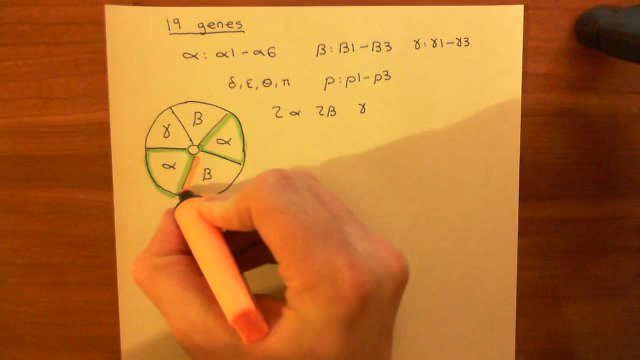 19 genes
α: α1-α6 β: β1-β3 γ: γ1-γ3
δ, ε, θ, π ρ: ρ1-ρ3
2α 2β γ
γ β
α α
β